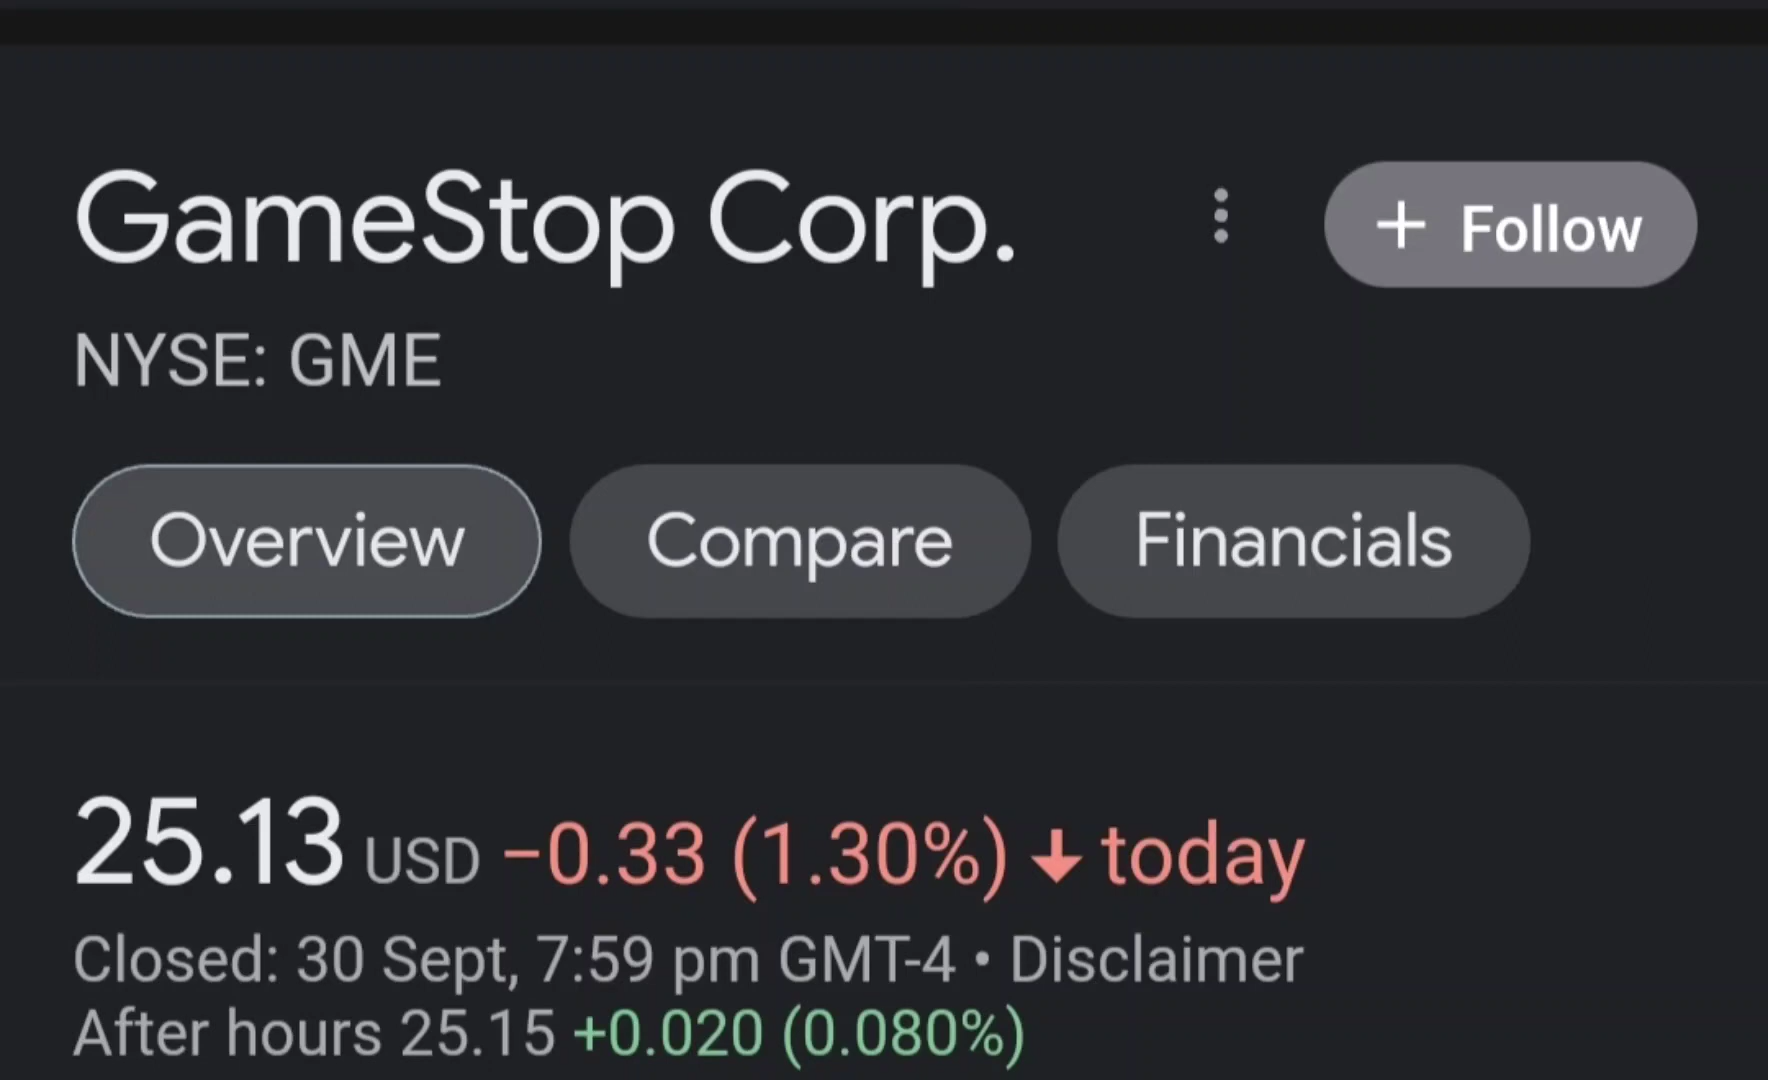 GameStop Corp.
+ Follow
NYSE: GME
Overview Compare Financials
25.13 USD −0.33 (1.30%) ↓ today
Closed: 30 Sept, 7:59 pm GMT-4 • Disclaimer
After hours 25.15 +0.020 (0.080%)